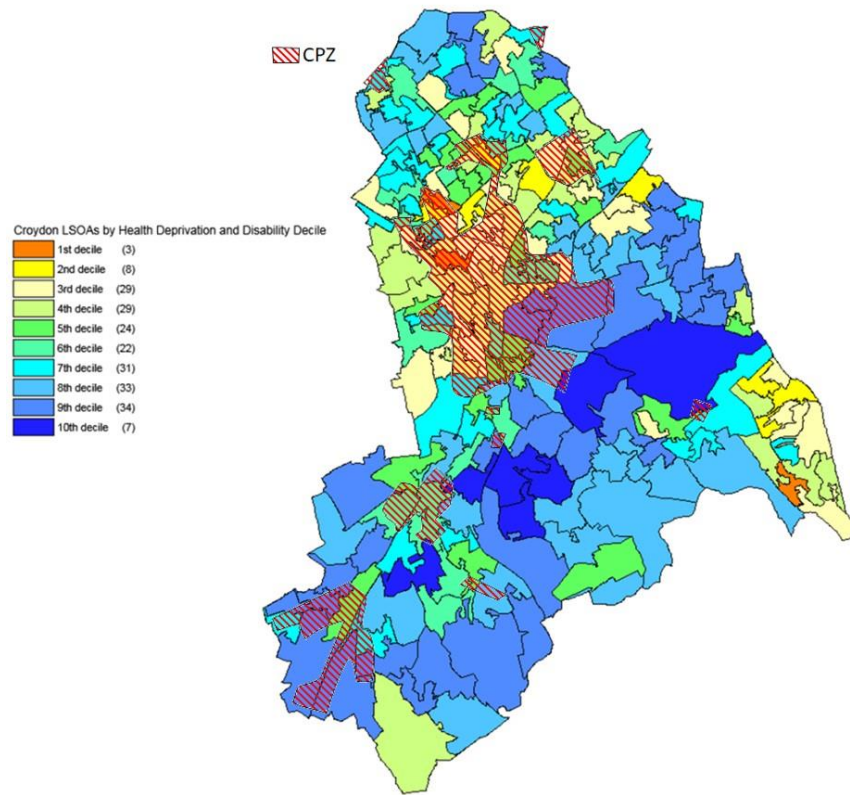 CPZ
Croydon LSOAs by Health Deprivation and Disability Decile
1st decile (3)
2nd decile (8)
3rd decile (29)
4th decile (29)
5th decile (24)
6th decile (22)
7th decile (31)
8th decile (33)
9th decile (34)
10th decile (7)